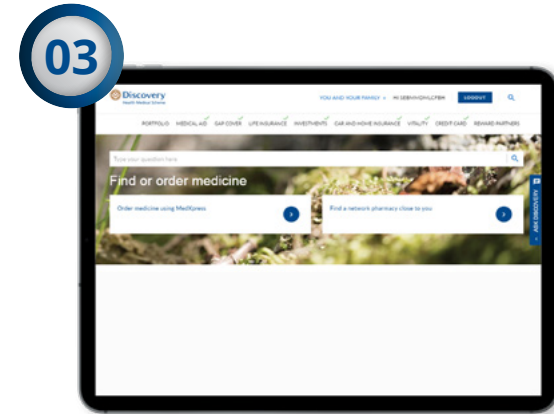 03
Discovery
Health Medical Scheme
YOU AND YOUR FAMILY
LOGOUT
PORTFOLIO MEDICAL AID GAP COVER LIFE INSURANCE INVESTMENTS CAR AND HOME INSURANCE VITALITY CREDIT CARD REWARD PARTNERS
Type your question here
Find or order medicine
Order medicine using MedXpress
Find a network pharmacy close to you
ASK DISCOVERY